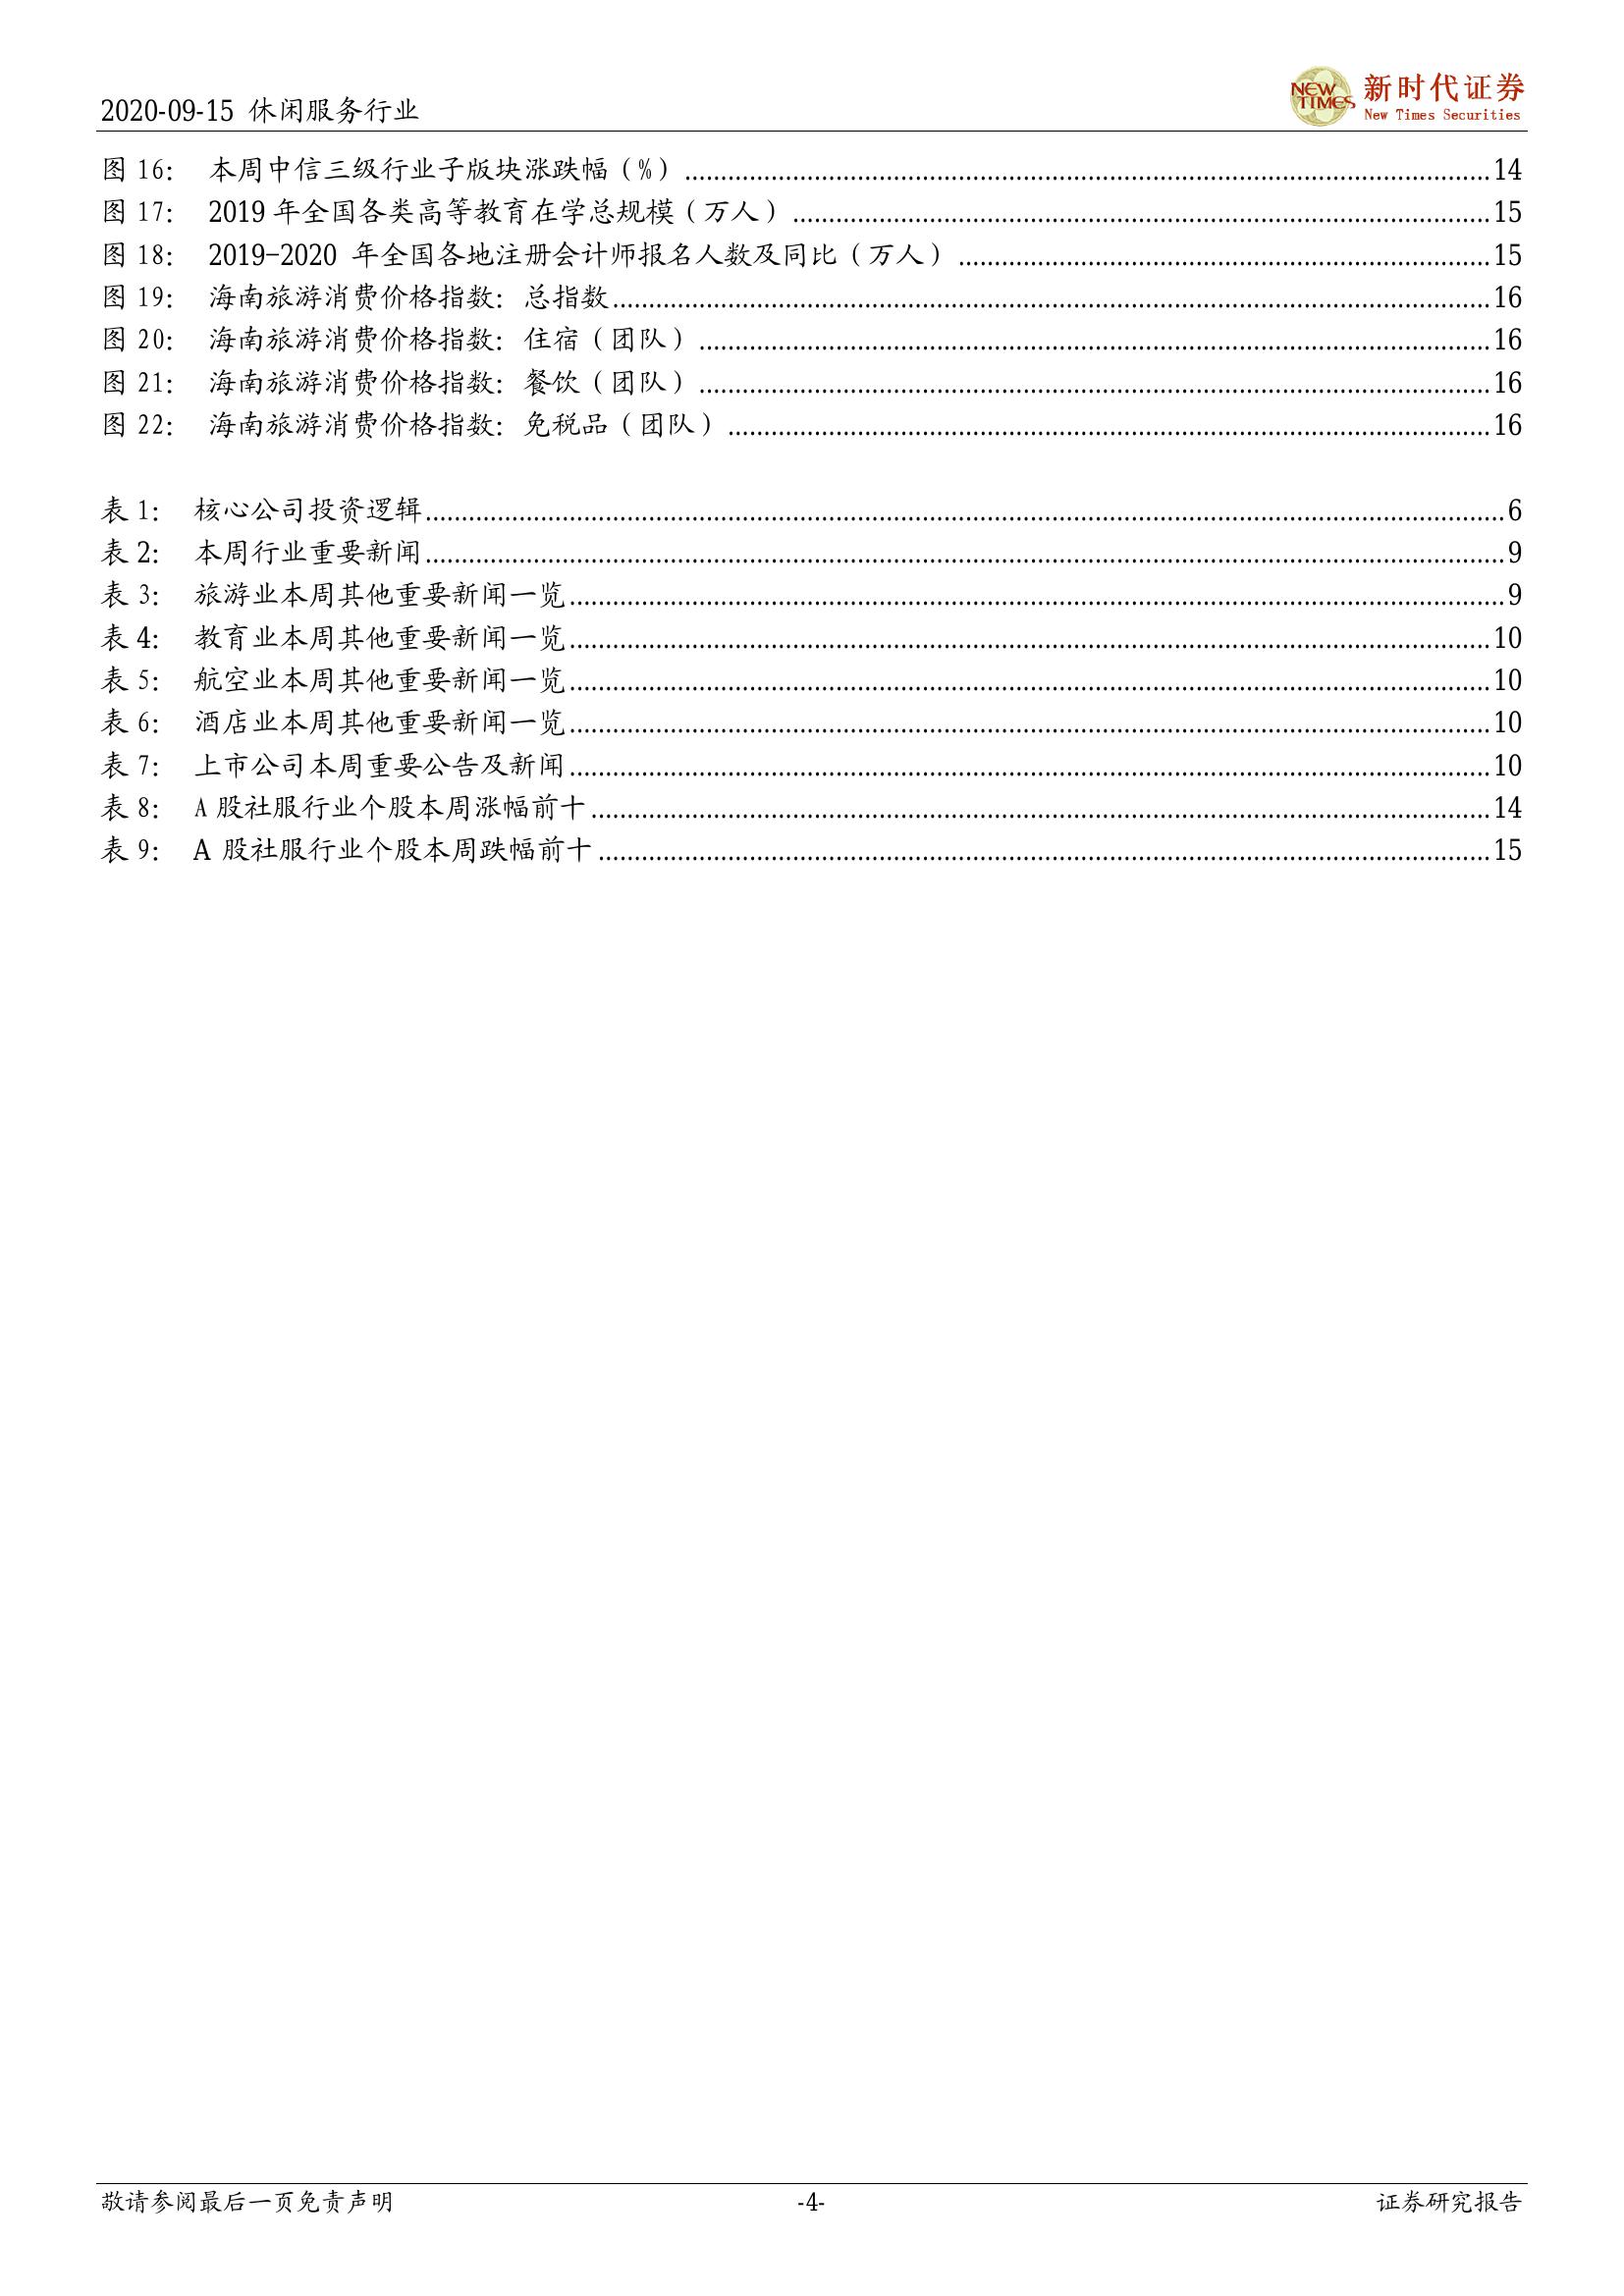 2020-09-15 休闲服务行业
NEW TIMES 新时代证券
New Times Securities
图 16： 本周中信三级行业子版块涨跌幅（%）........................14
图 17： 2019 年全国各类高等教育在学总规模（万人）........................15
图 18： 2019-2020 年全国各地注册会计师报名人数及同比（万人）........................15
图 19： 海南旅游消费价格指数：总指数........................16
图 20： 海南旅游消费价格指数：住宿（团队）........................16
图 21： 海南旅游消费价格指数：餐饮（团队）........................16
图 22： 海南旅游消费价格指数：免税品（团队）........................16
表 1： 核心公司投资逻辑........................6
表 2： 本周行业重要新闻........................9
表 3： 旅游业本周其他重要新闻一览........................9
表 4： 教育业本周其他重要新闻一览........................10
表 5： 航空业本周其他重要新闻一览........................10
表 6： 酒店业本周其他重要新闻一览........................10
表 7： 上市公司本周重要公告及新闻........................10
表 8： A 股社服行业个股本周涨幅前十........................14
表 9： A 股社服行业个股本周跌幅前十........................15
敬请参阅最后一页免责声明 -4- 证券研究报告